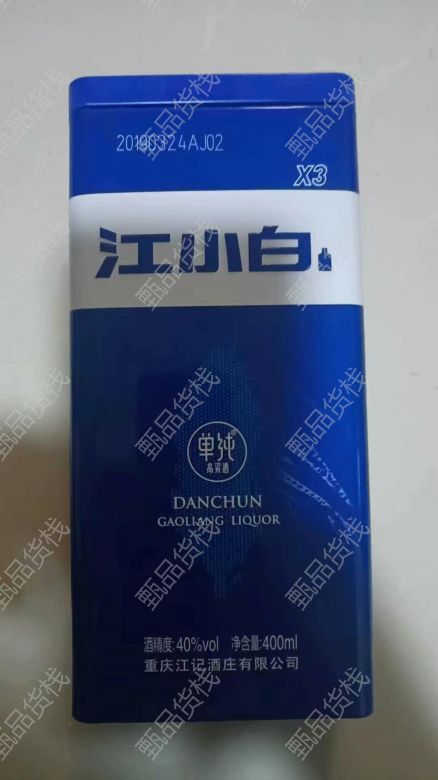 20190324AJ02
X3
江小白
单纯®
高粱酒
DANCHUN
GAOLIANG LIQUOR
酒精度:40%vol 净含量:400ml
重庆江记酒庄有限公司
甄品货栈